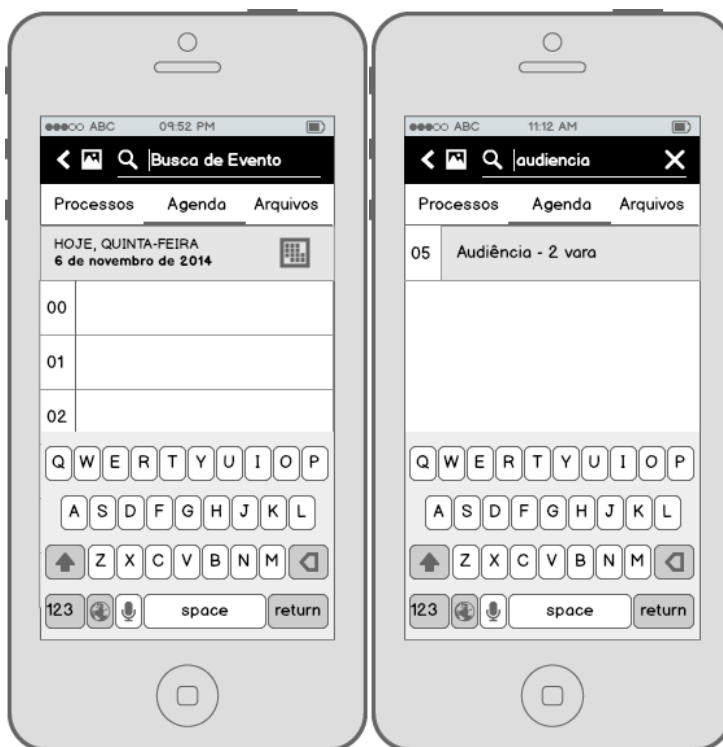 ABC 09:52 PM
Busca de Evento
Processos Agenda Arquivos
HOJE, QUINTA-FEIRA
6 de novembro de 2014
00
01
02
Q W E R T Y U I O P
A S D F G H J K L
Z X C V B N M
123 space return
ABC 11:12 AM
audiencia
Processos Agenda Arquivos
05 Audiência - 2 vara
Q W E R T Y U I O P
A S D F G H J K L
Z X C V B N M
123 space return